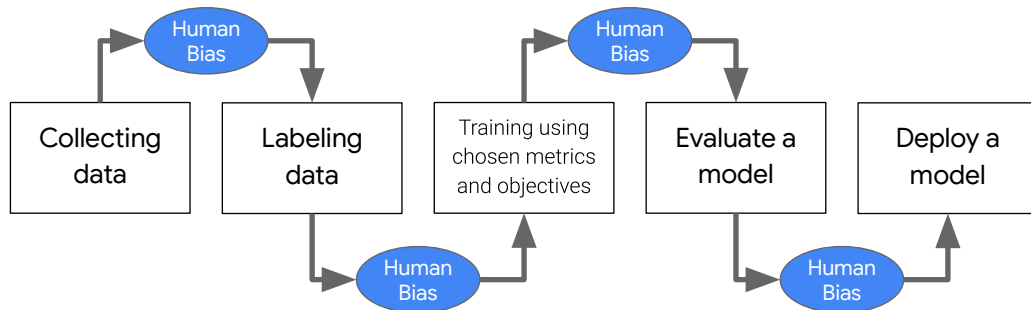 Human
Bias
Human
Bias
Collecting
data
Labeling
data
Training using
chosen metrics
and objectives
Evaluate a
model
Deploy a
model
Human
Bias
Human
Bias